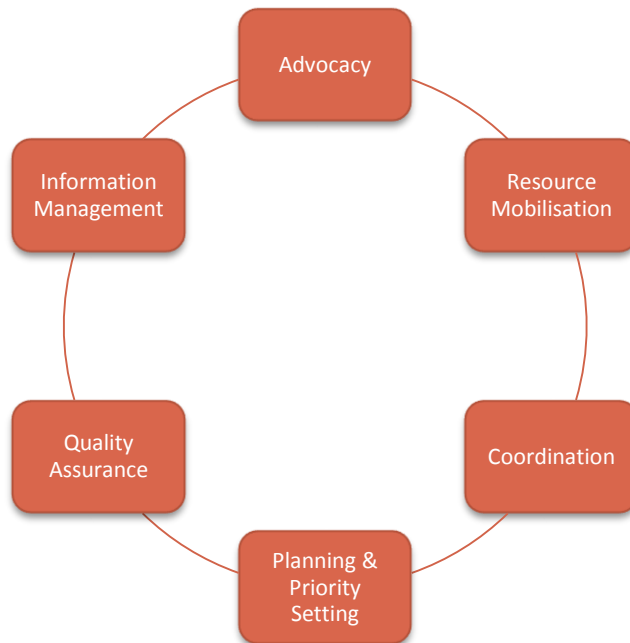 Advocacy
Resource
Mobilisation
Coordination
Planning &
Priority
Setting
Quality
Assurance
Information
Management